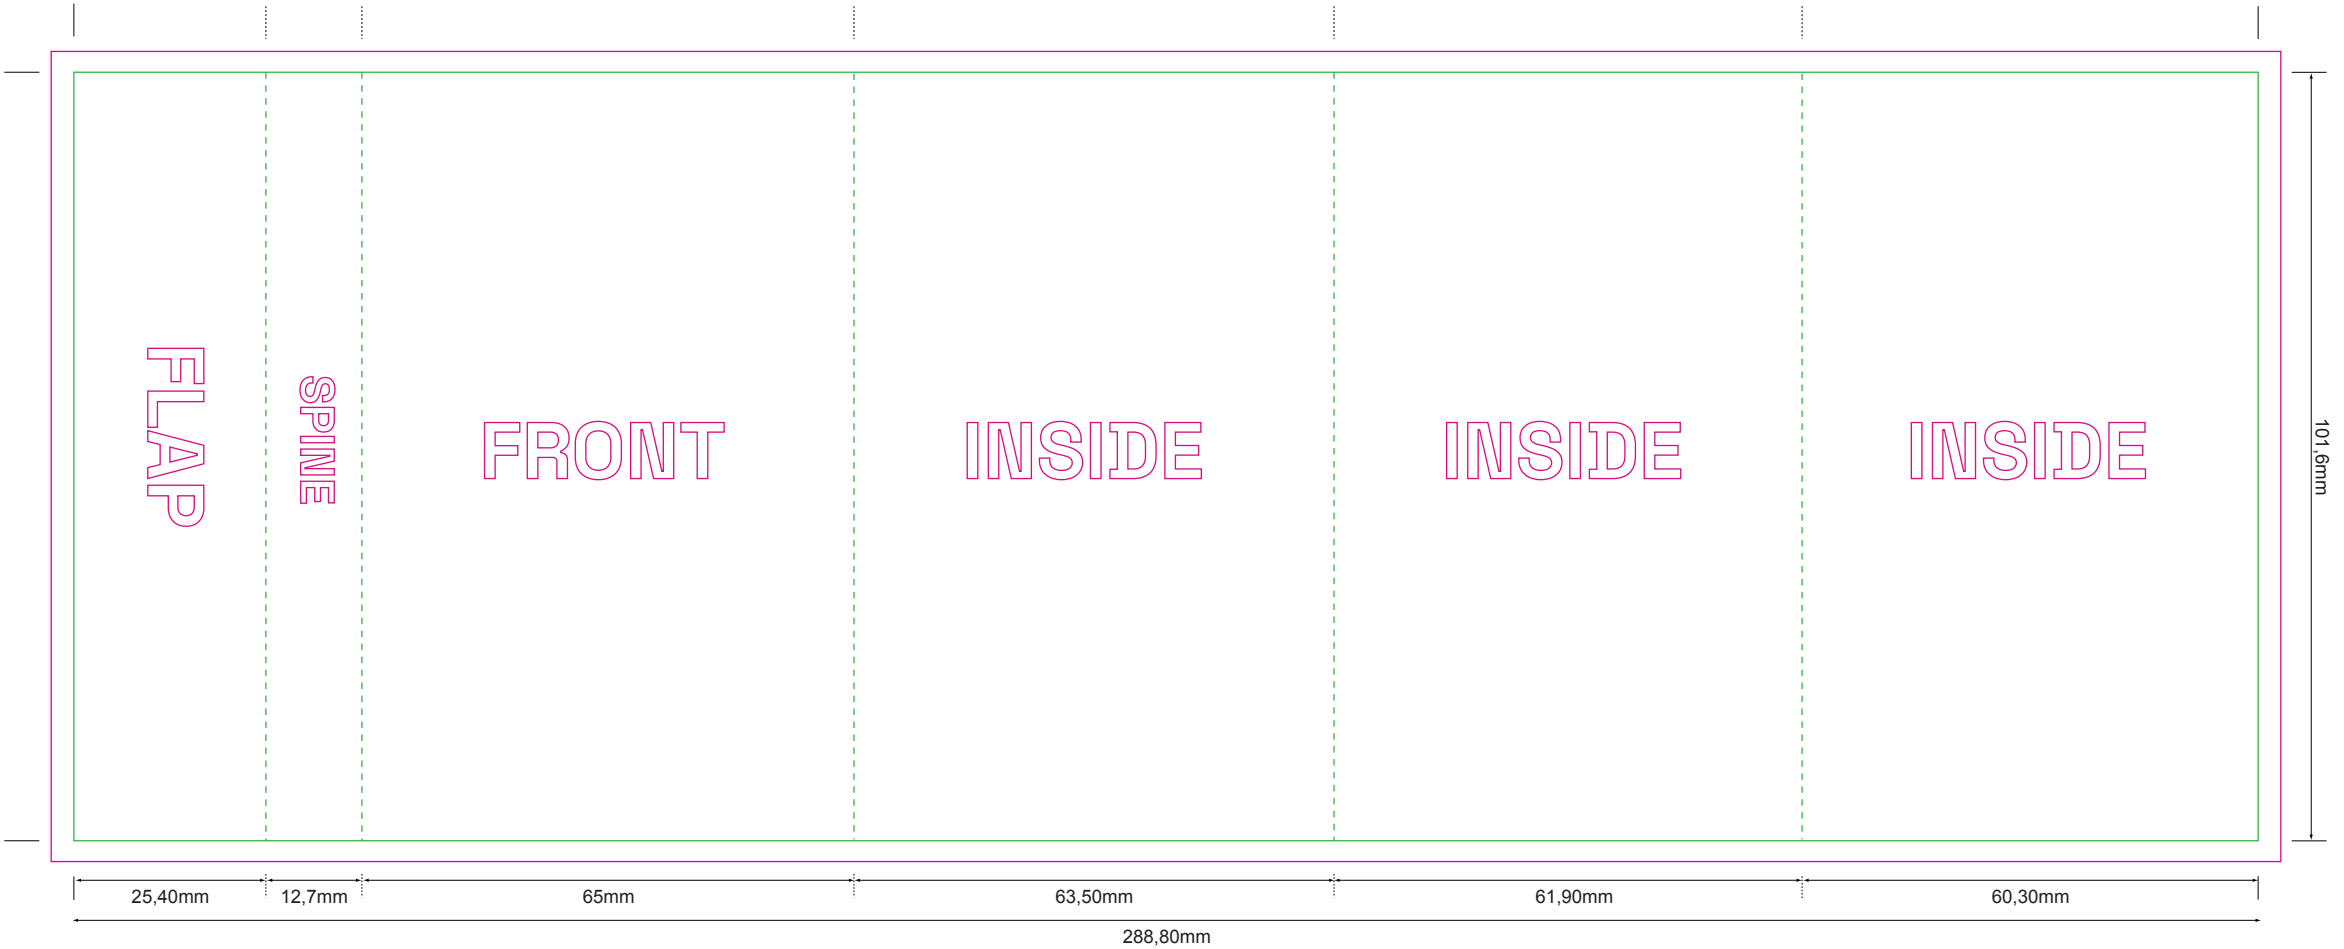 FLAP
SPINE
FRONT
INSIDE
INSIDE
INSIDE
101,6mm
25,40mm
12,7mm
65mm
63,50mm
61,90mm
60,30mm
288,80mm